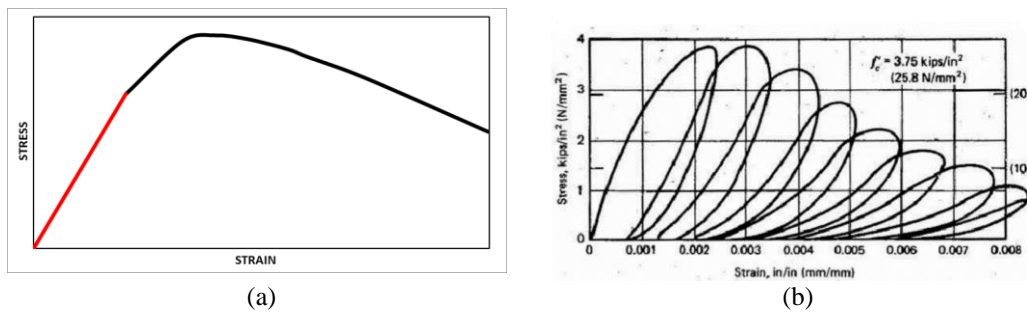 STRESS
STRAIN
(a)
Stress, kips/in² (N/mm²)
4
3
2
1
0
f'c = 3.75 kips/in²
(25.8 N/mm²)
(20
(10
0
0.001
0.002
0.003
0.004
0.005
0.006
0.007
0.008
Strain, in/in (mm/mm)
(b)